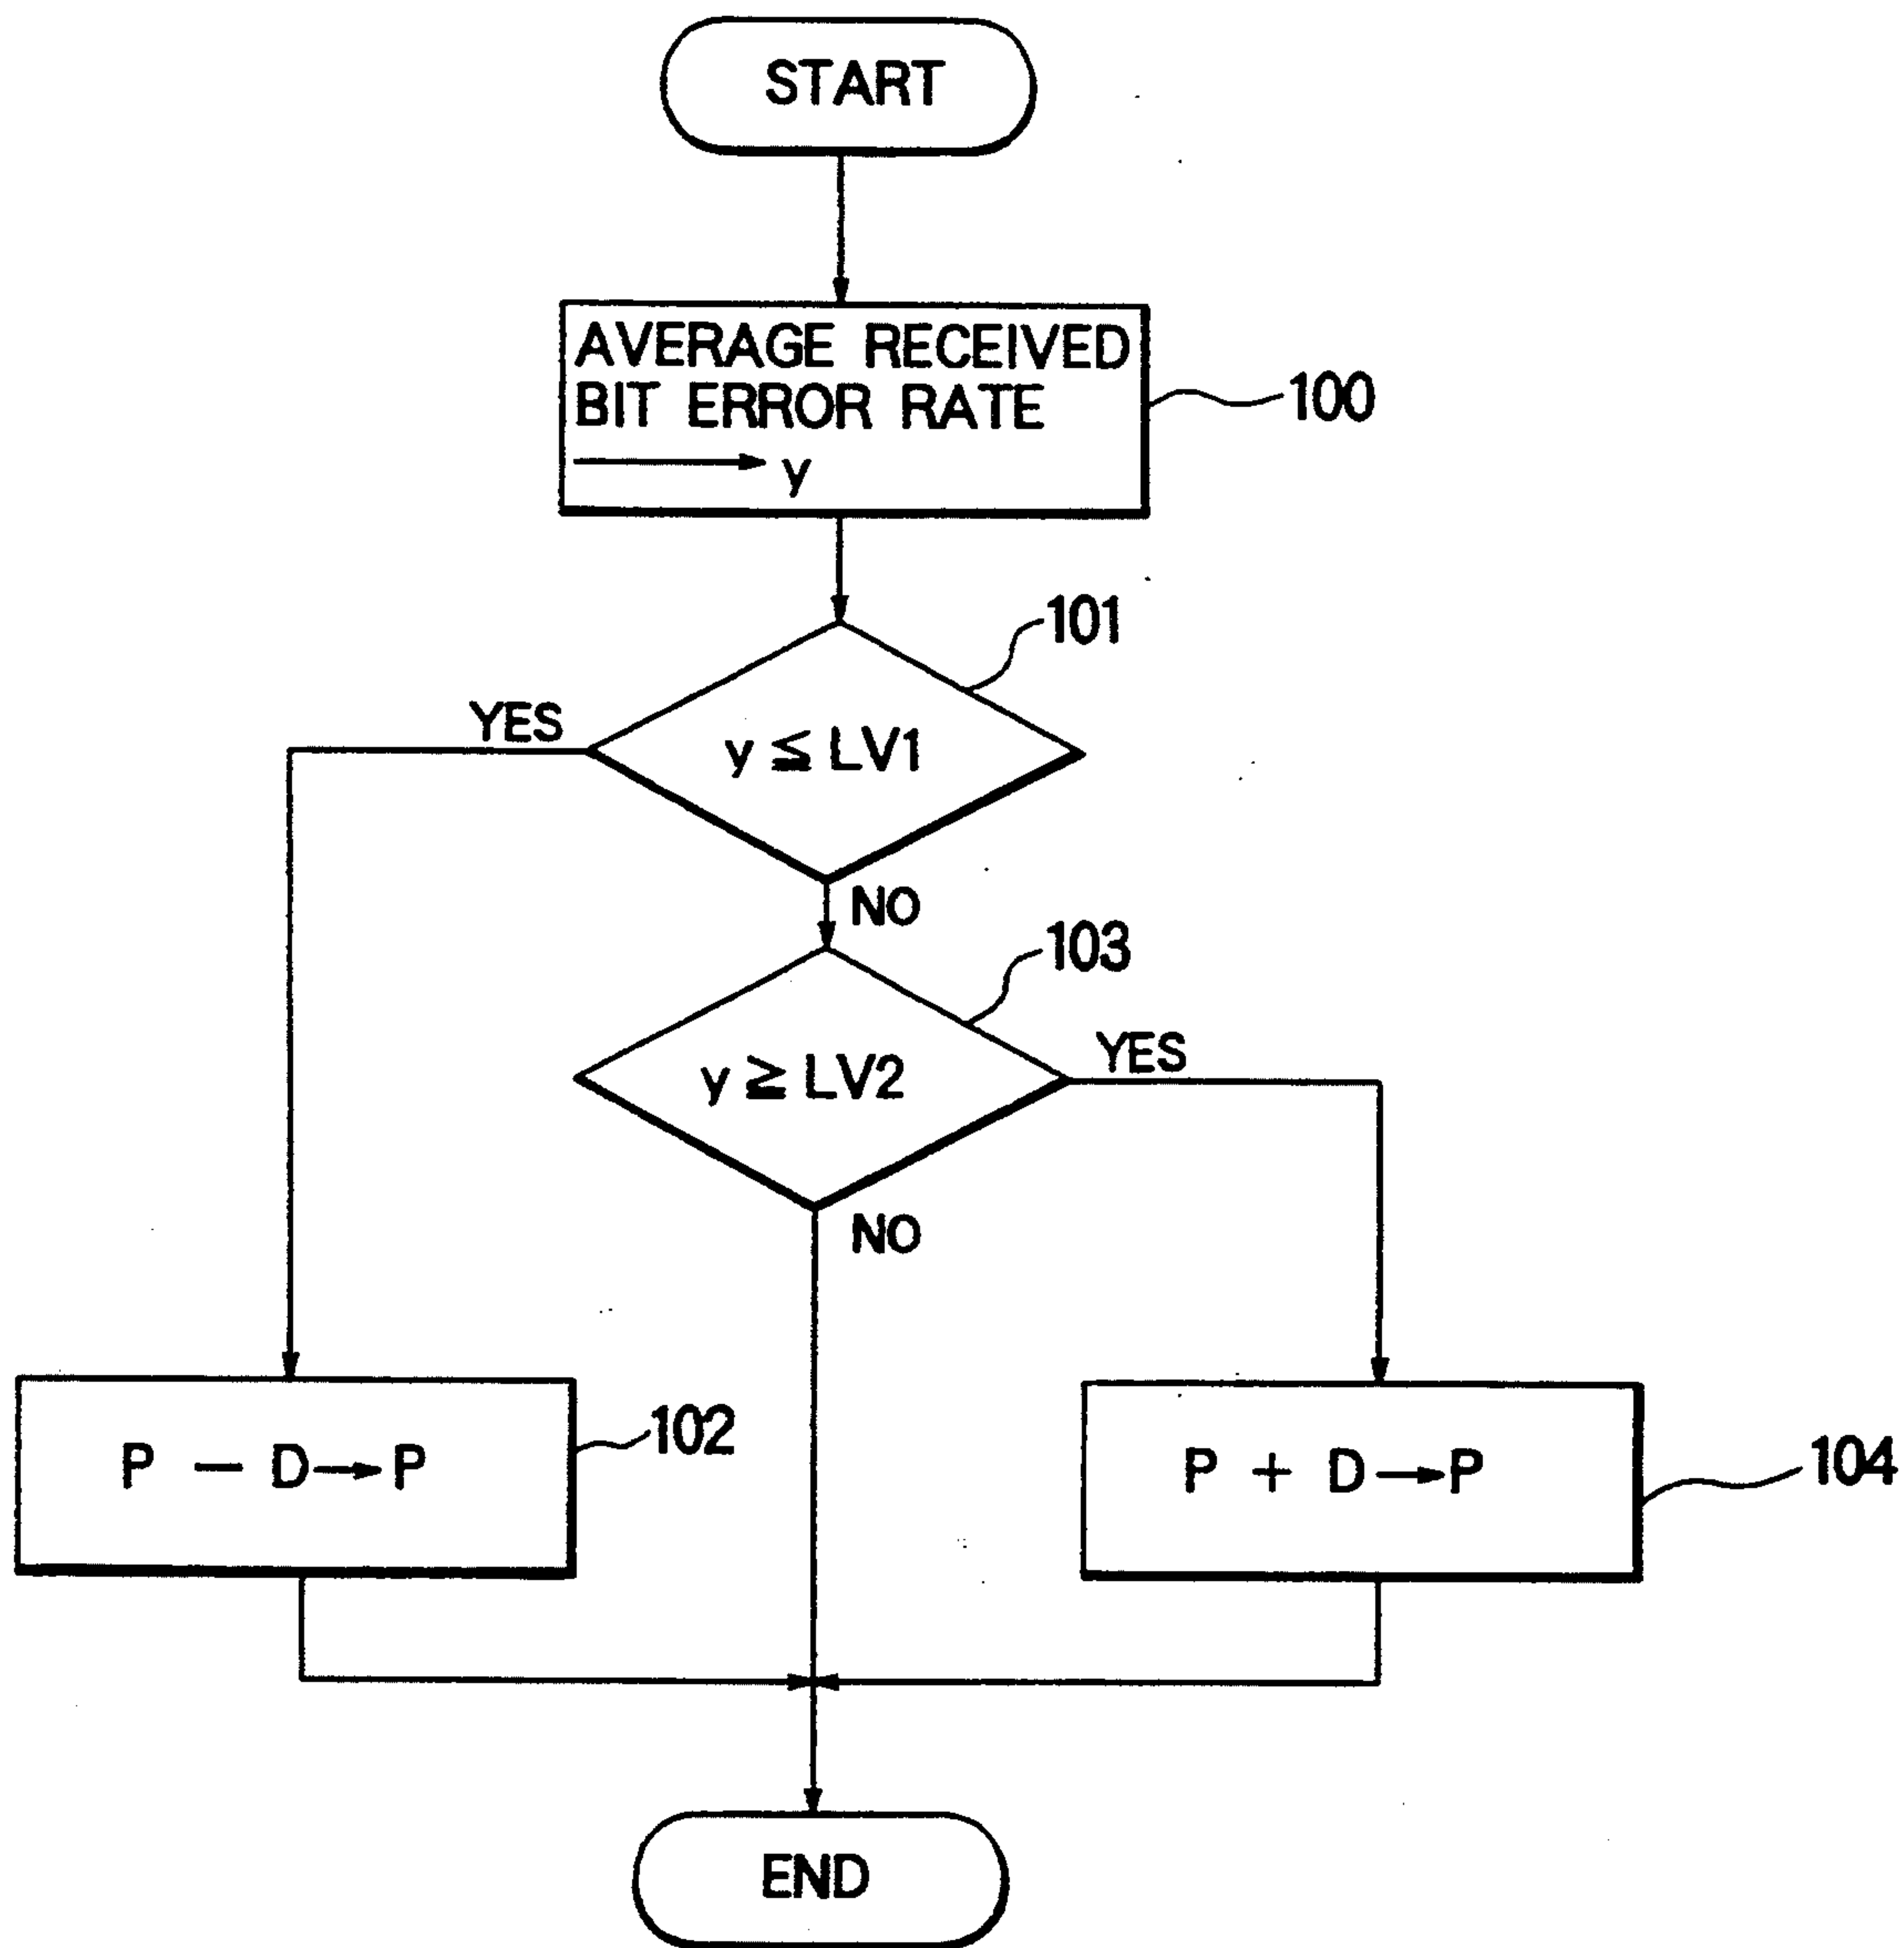 START
AVERAGE RECEIVED
BIT ERROR RATE
→ y
100
101
YES
y ≦ LV1
NO
103
YES
y ≧ LV2
NO
P − D → P
102
P + D → P
104
END